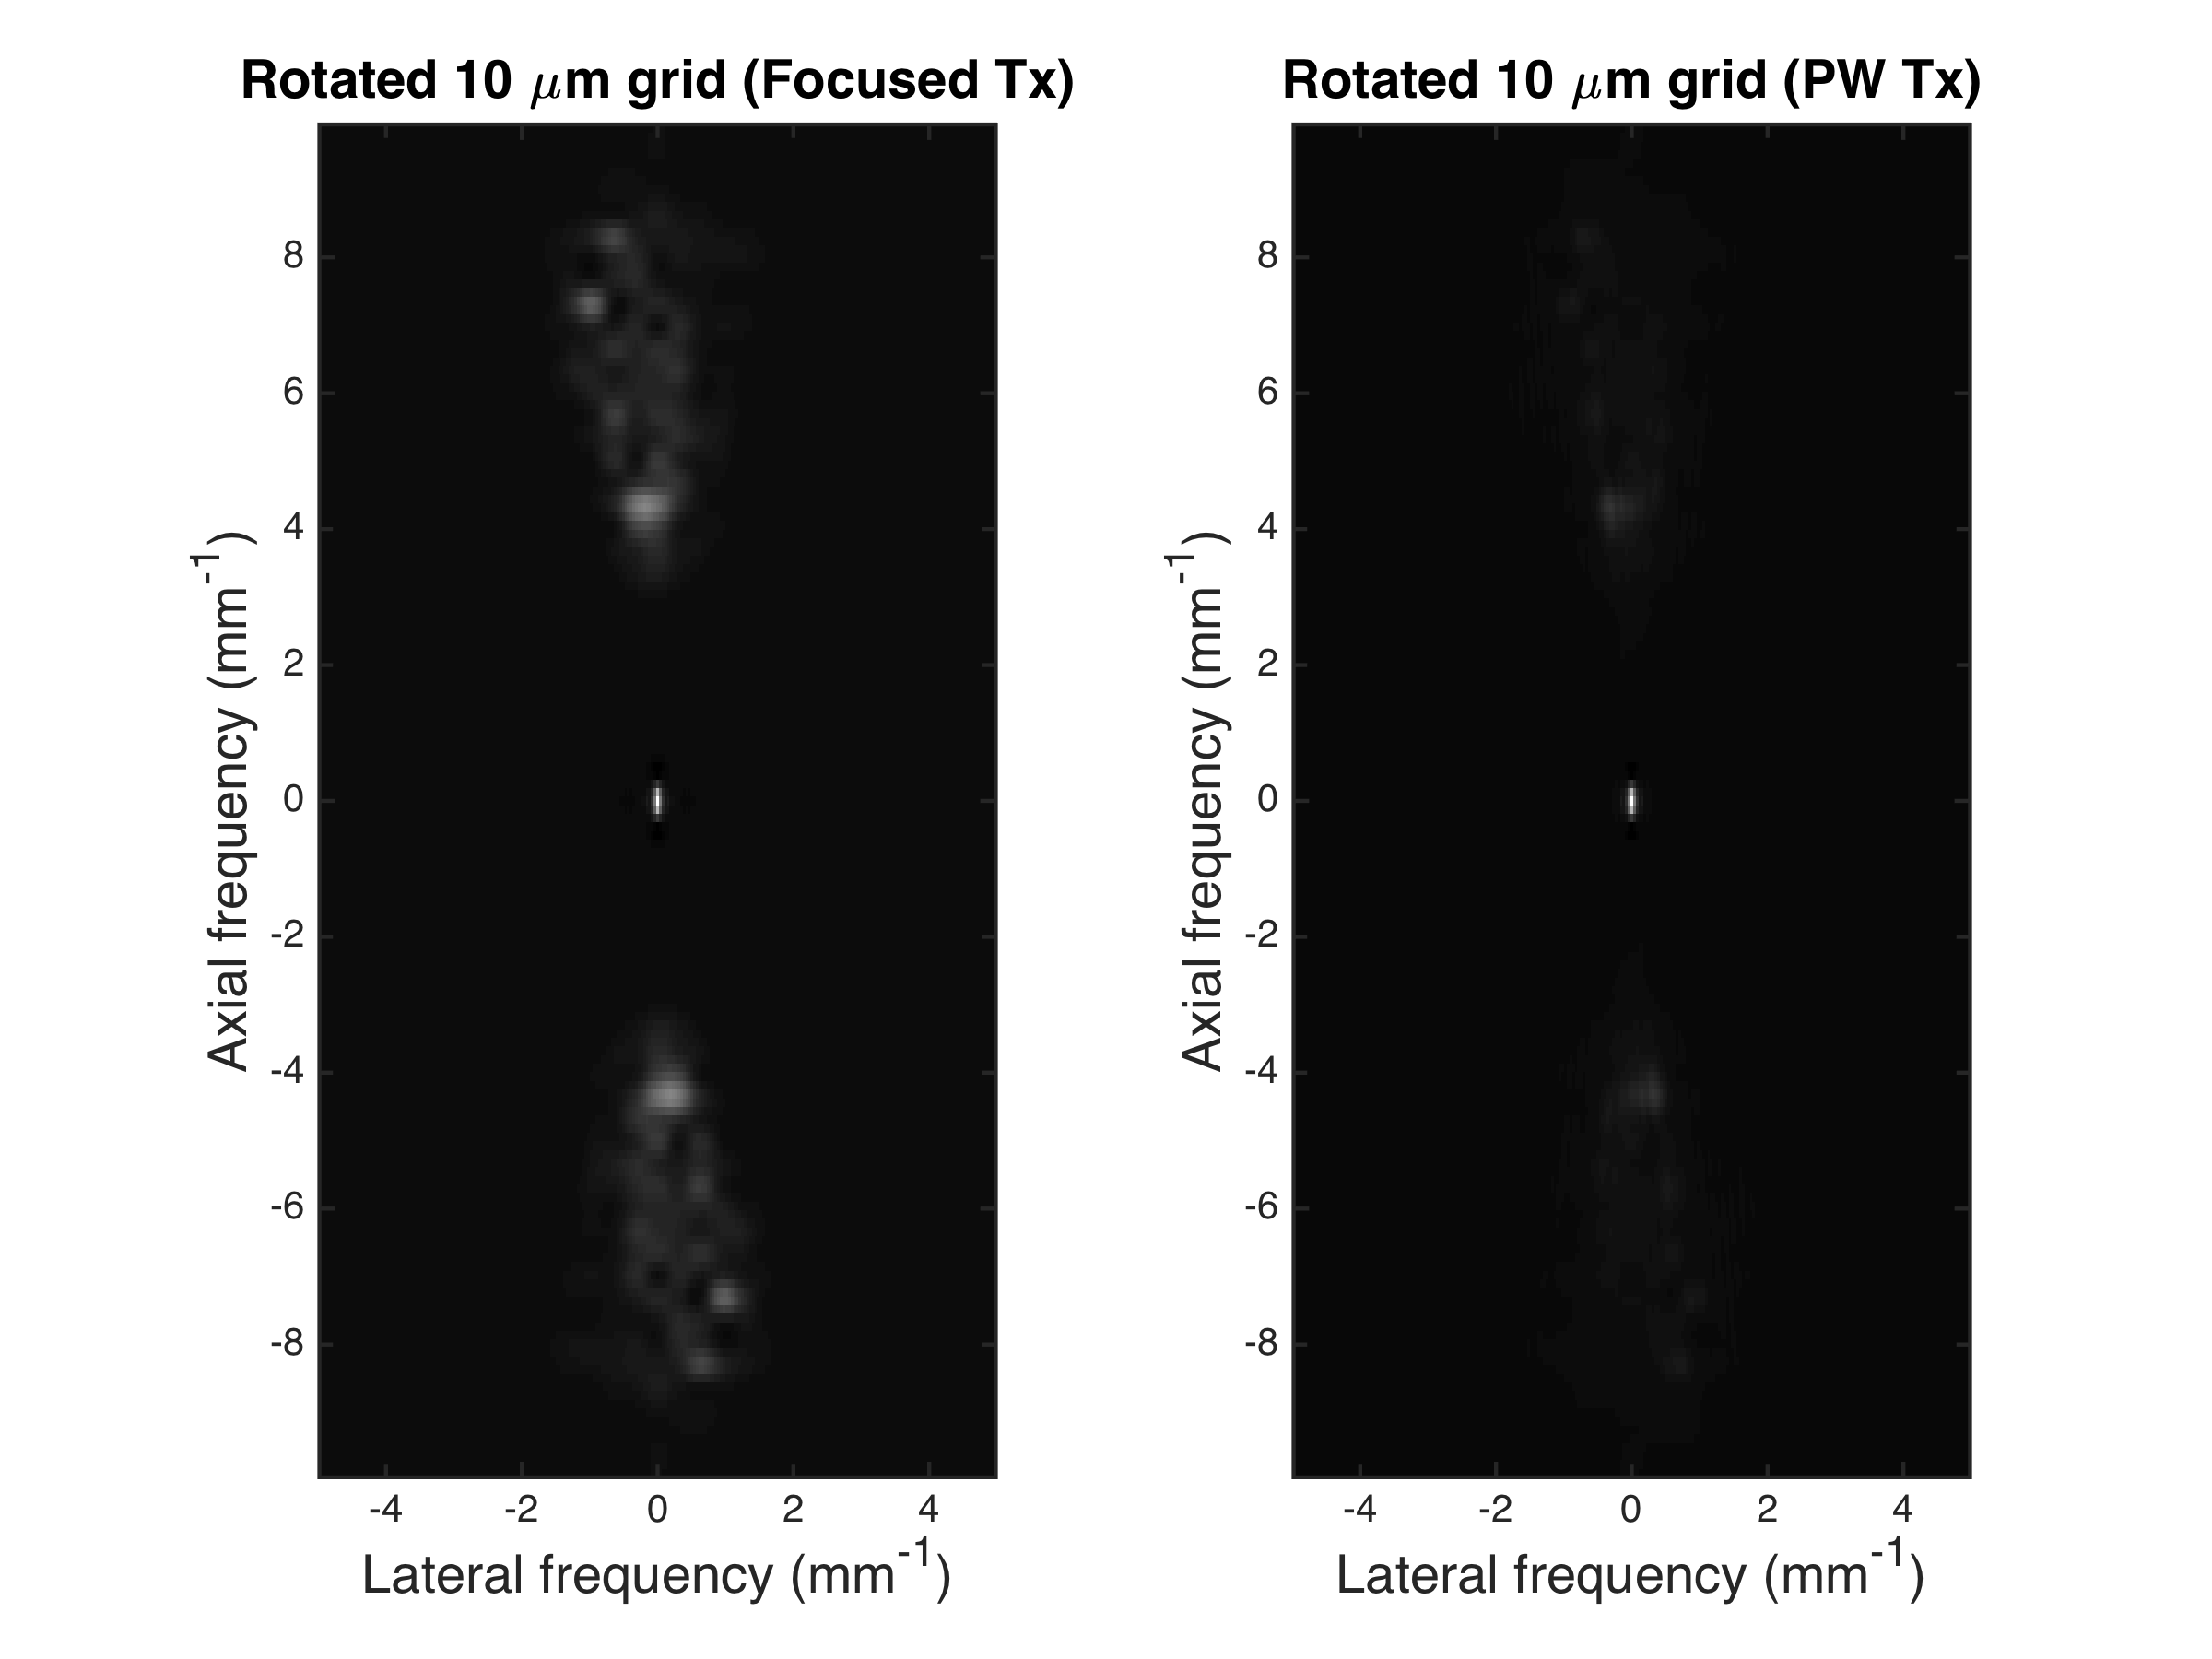 Rotated 10 μm grid (Focused Tx)
8
6
4
2
0
-2
-4
-6
-8
Axial frequency (mm-1)
-4 -2 0 2 4
Lateral frequency (mm-1)
Rotated 10 μm grid (PW Tx)
8
6
4
2
0
-2
-4
-6
-8
Axial frequency (mm-1)
-4 -2 0 2 4
Lateral frequency (mm-1)